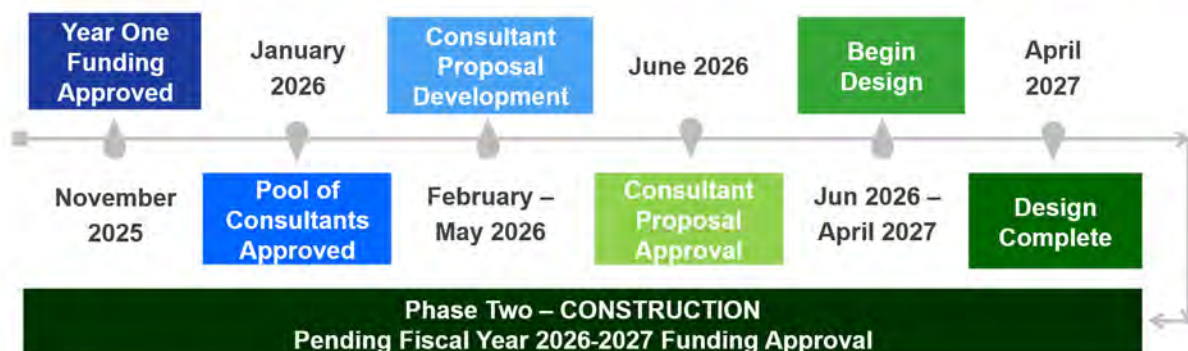 Year One
Funding
Approved
November
2025
January
2026
Pool of
Consultants
Approved
Consultant
Proposal
Development
February –
May 2026
June 2026
Consultant
Proposal
Approval
Begin
Design
Jun 2026 –
April 2027
April
2027
Design
Complete
Phase Two – CONSTRUCTION
Pending Fiscal Year 2026-2027 Funding Approval